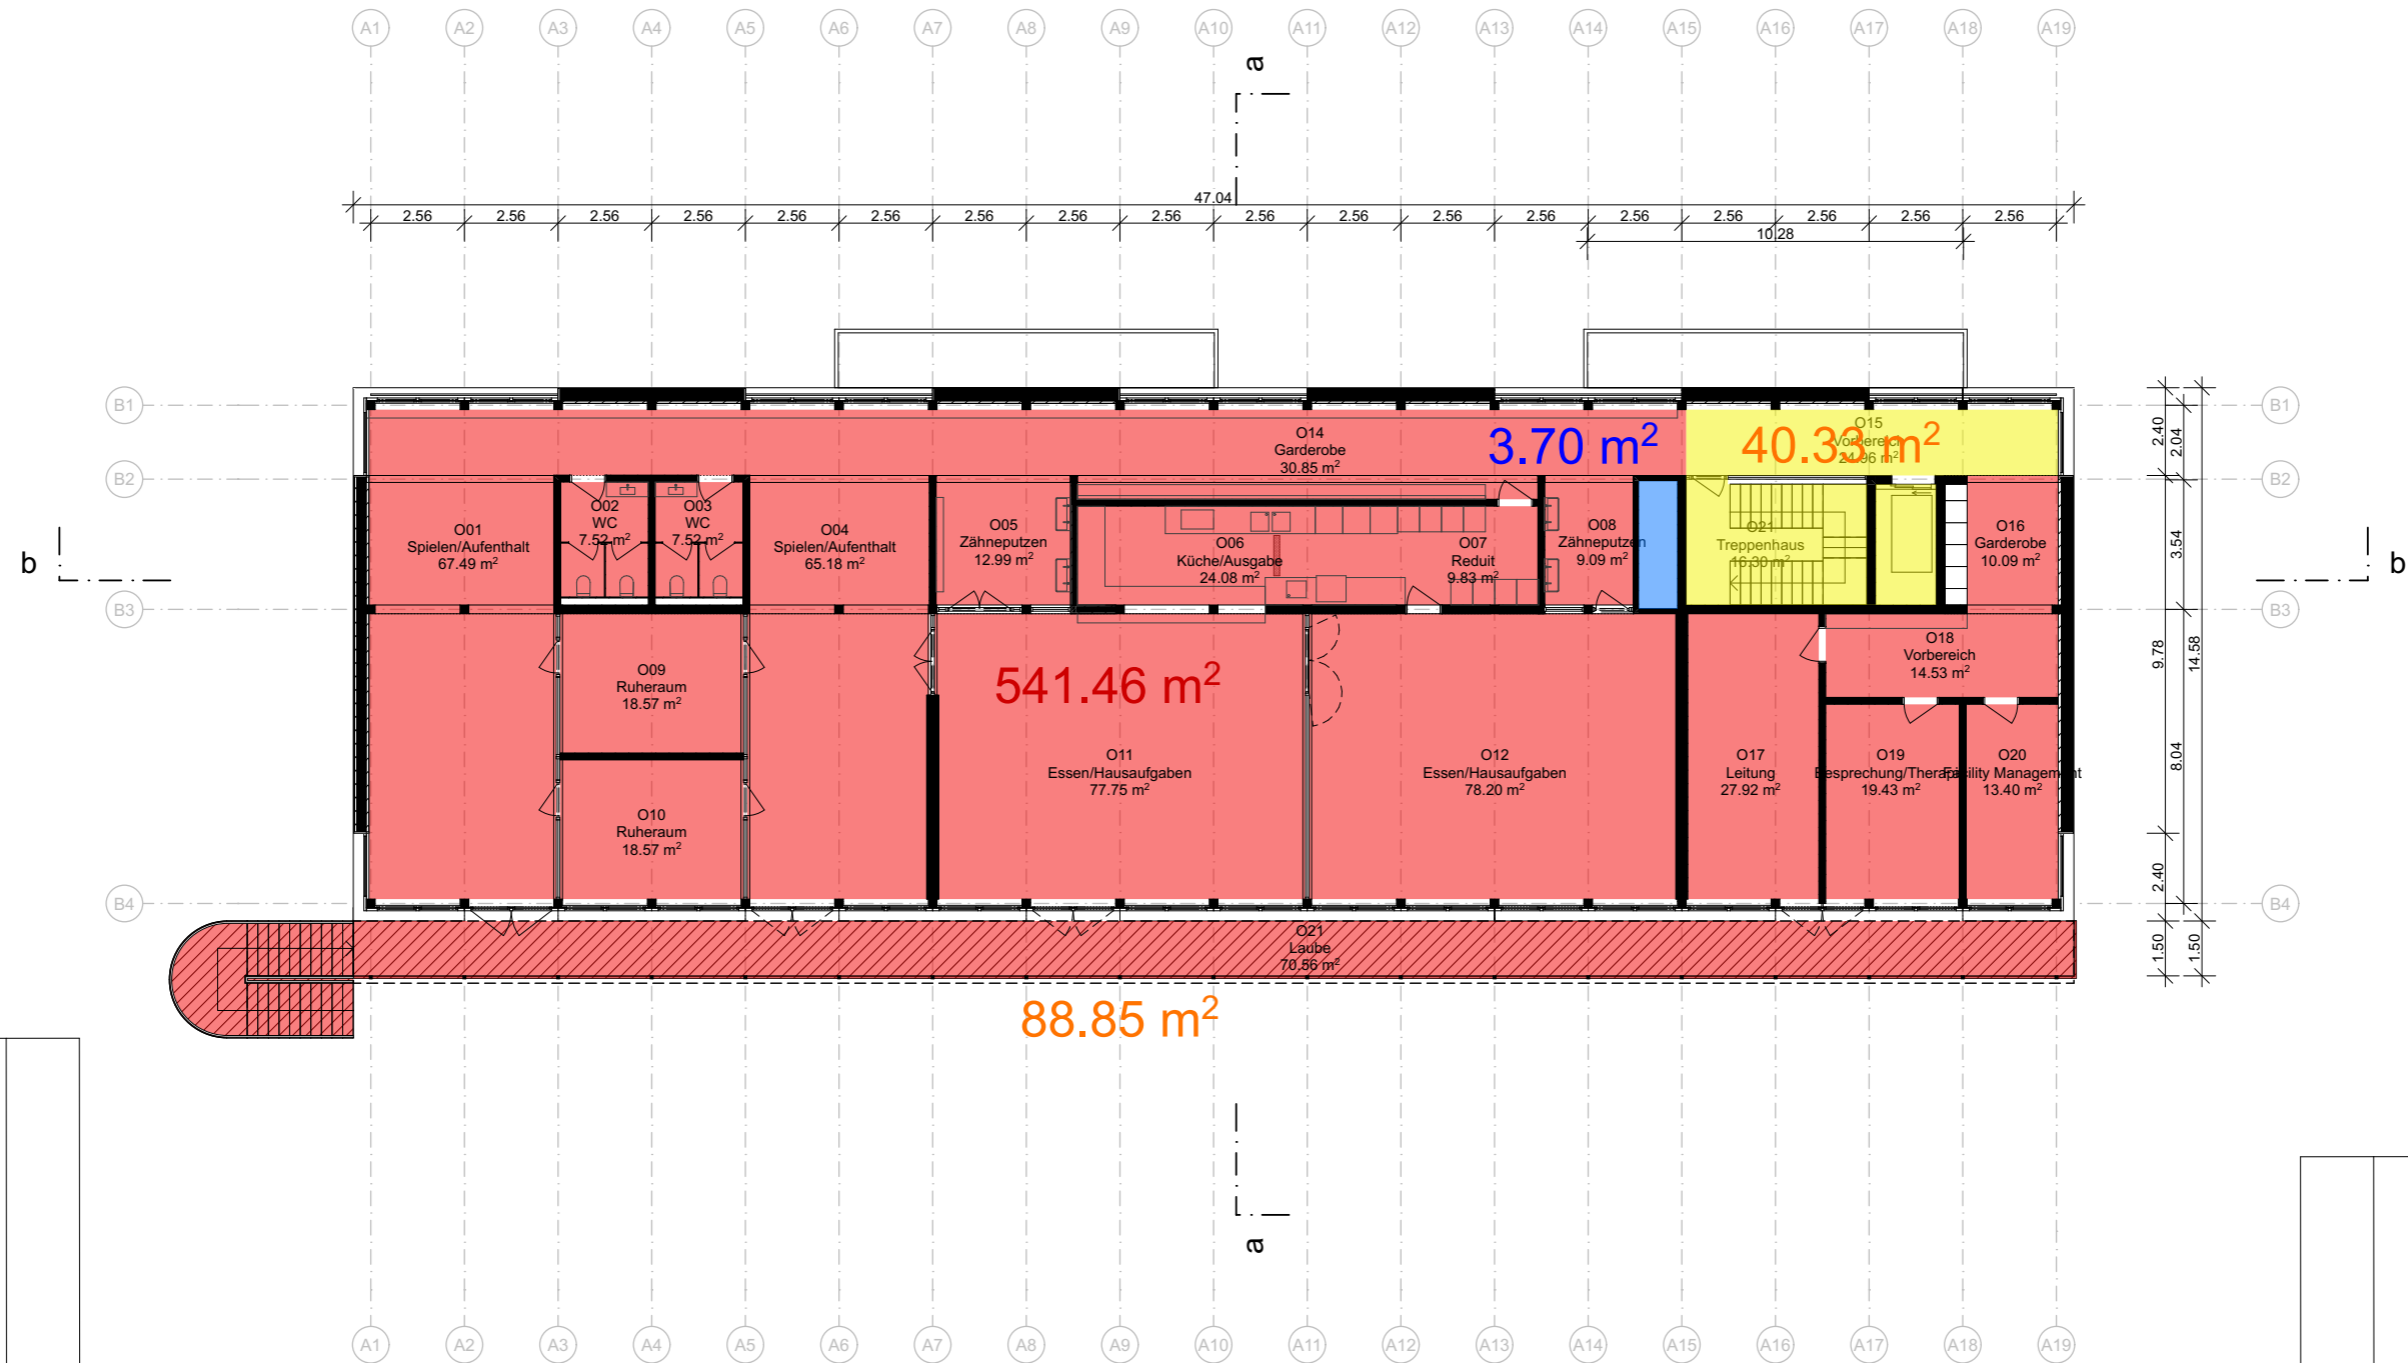 A1 A2 A3 A4 A5 A6 A7 A8 A9 A10 A11 A12 A13 A14 A15 A16 A17 A18 A19
a
47.04
2.56 2.56 2.56 2.56 2.56 2.56 2.56 2.56 2.56 2.56 2.56 2.56 2.56 2.56 2.56 2.56 2.56 2.56
10.28
B1 B1
B2 B2
B3 B3
B4 B4
b b
2.40
2.04
3.54
9.78
14.58
8.04
2.40
1.50
1.50
O14
Garderobe
30.85 m²
3.70 m²
40.33 m²
O15
Vorbereich
24.96 m²
O01
Spielen/Aufenthalt
67.49 m²
O02
WC
7.52 m²
O03
WC
7.52 m²
O04
Spielen/Aufenthalt
65.18 m²
O05
Zähneputzen
12.99 m²
O06
Küche/Ausgabe
24.08 m²
O07
Reduit
9.83 m²
O08
Zähneputzen
9.09 m²
O21
Treppenhaus
16.30 m²
O16
Garderobe
10.09 m²
O09
Ruheraum
18.57 m²
541.46 m²
O18
Vorbereich
14.53 m²
O10
Ruheraum
18.57 m²
O11
Essen/Hausaufgaben
77.75 m²
O12
Essen/Hausaufgaben
78.20 m²
O17
Leitung
27.92 m²
O19
Besprechung/Therapie
19.43 m²
O20
Facility Management
13.40 m²
O21
Laube
70.56 m²
88.85 m²
a
A1 A2 A3 A4 A5 A6 A7 A8 A9 A10 A11 A12 A13 A14 A15 A16 A17 A18 A19